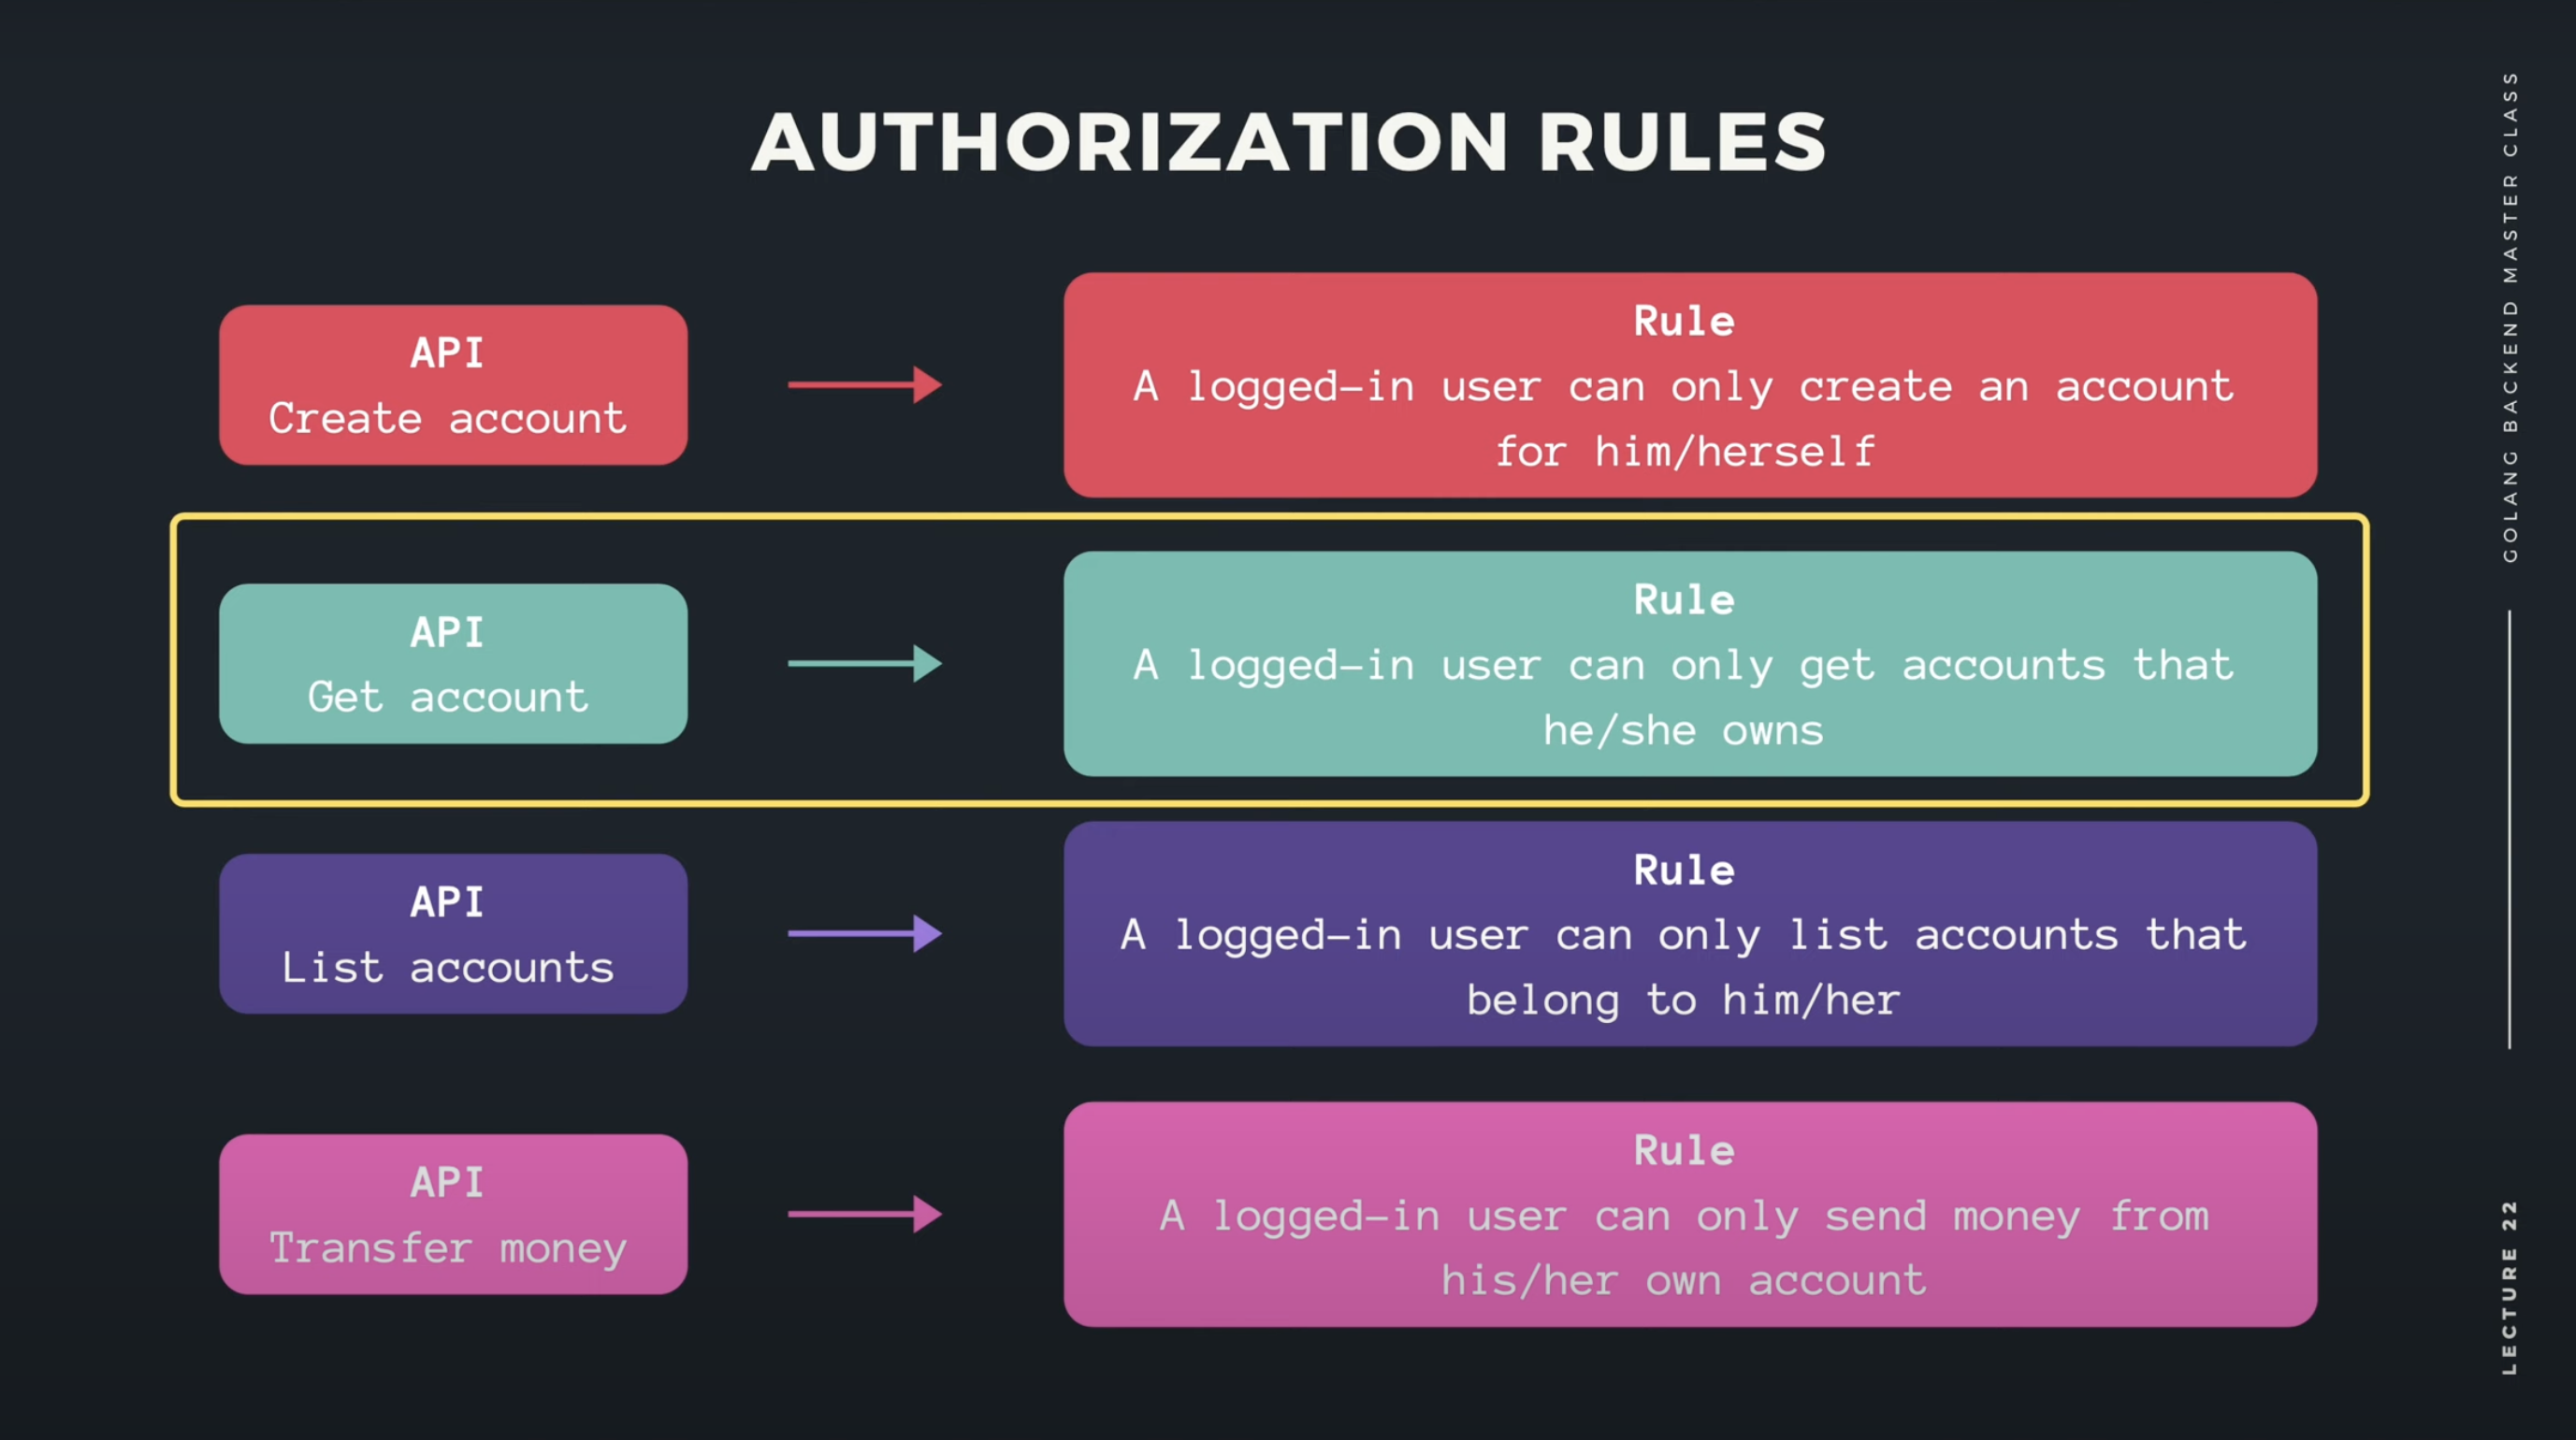 AUTHORIZATION RULES
API
Create account
Rule
A logged-in user can only create an account
for him/herself
API
Get account
Rule
A logged-in user can only get accounts that
he/she owns
API
List accounts
Rule
A logged-in user can only list accounts that
belong to him/her
API
Transfer money
Rule
A logged-in user can only send money from
his/her own account
GOLANG BACKEND MASTER CLASS
LECTURE 22